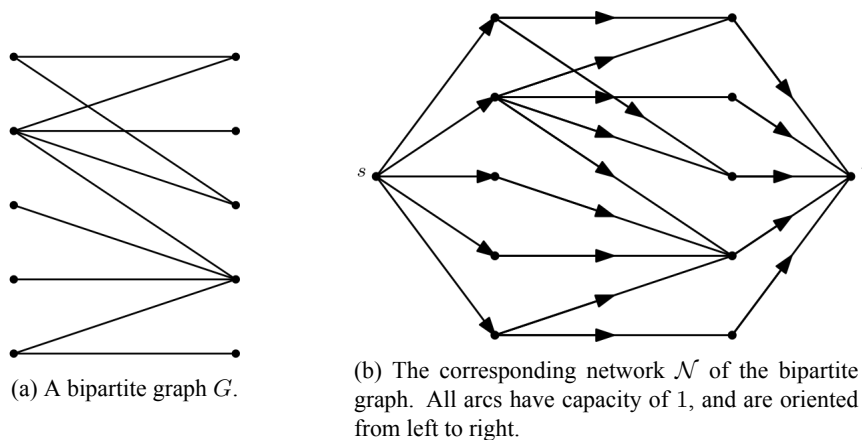 s
(a) A bipartite graph G.
(b) The corresponding network N of the bipartite
graph. All arcs have capacity of 1, and are oriented
from left to right.